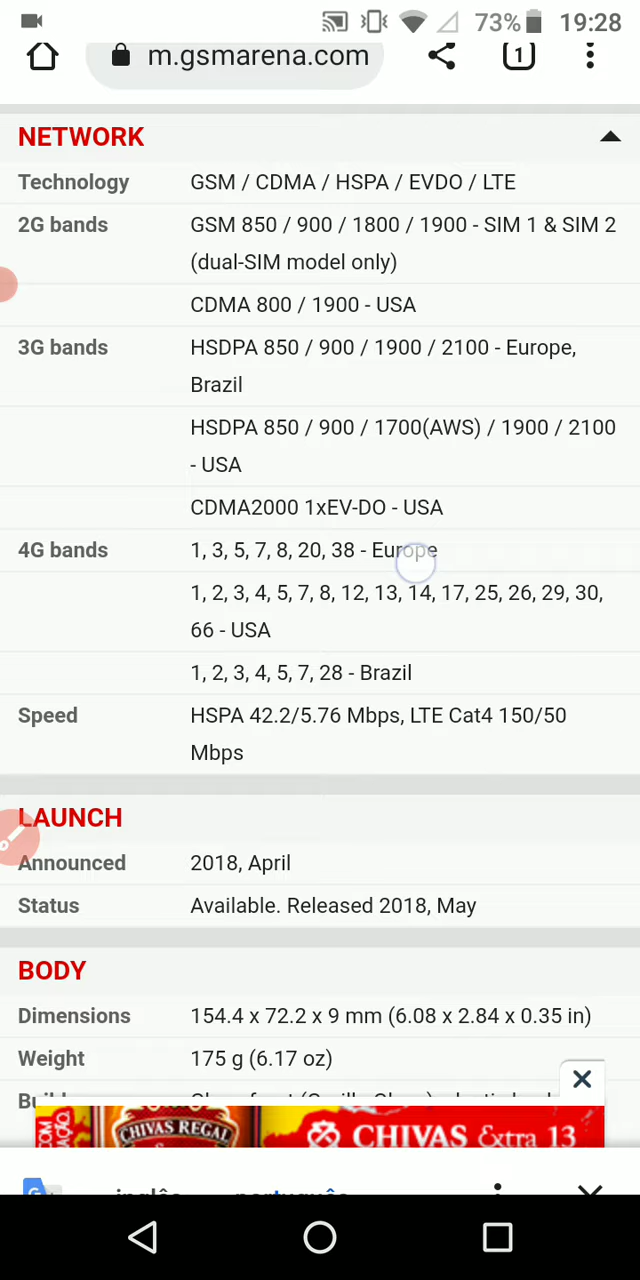 73% 19:28
m.gsmarena.com 1
NETWORK
Technology GSM / CDMA / HSPA / EVDO / LTE
2G bands GSM 850 / 900 / 1800 / 1900 - SIM 1 & SIM 2
(dual-SIM model only)
CDMA 800 / 1900 - USA
3G bands HSDPA 850 / 900 / 1900 / 2100 - Europe,
Brazil
HSDPA 850 / 900 / 1700(AWS) / 1900 / 2100
- USA
CDMA2000 1xEV-DO - USA
4G bands 1, 3, 5, 7, 8, 20, 38 - Europe
1, 2, 3, 4, 5, 7, 8, 12, 13, 14, 17, 25, 26, 29, 30,
66 - USA
1, 2, 3, 4, 5, 7, 28 - Brazil
Speed HSPA 42.2/5.76 Mbps, LTE Cat4 150/50
Mbps
LAUNCH
Announced 2018, April
Status Available. Released 2018, May
BODY
Dimensions 154.4 x 72.2 x 9 mm (6.08 x 2.84 x 0.35 in)
Weight 175 g (6.17 oz)
CHIVAS REGAL CHIVAS Extra 13
inglês português